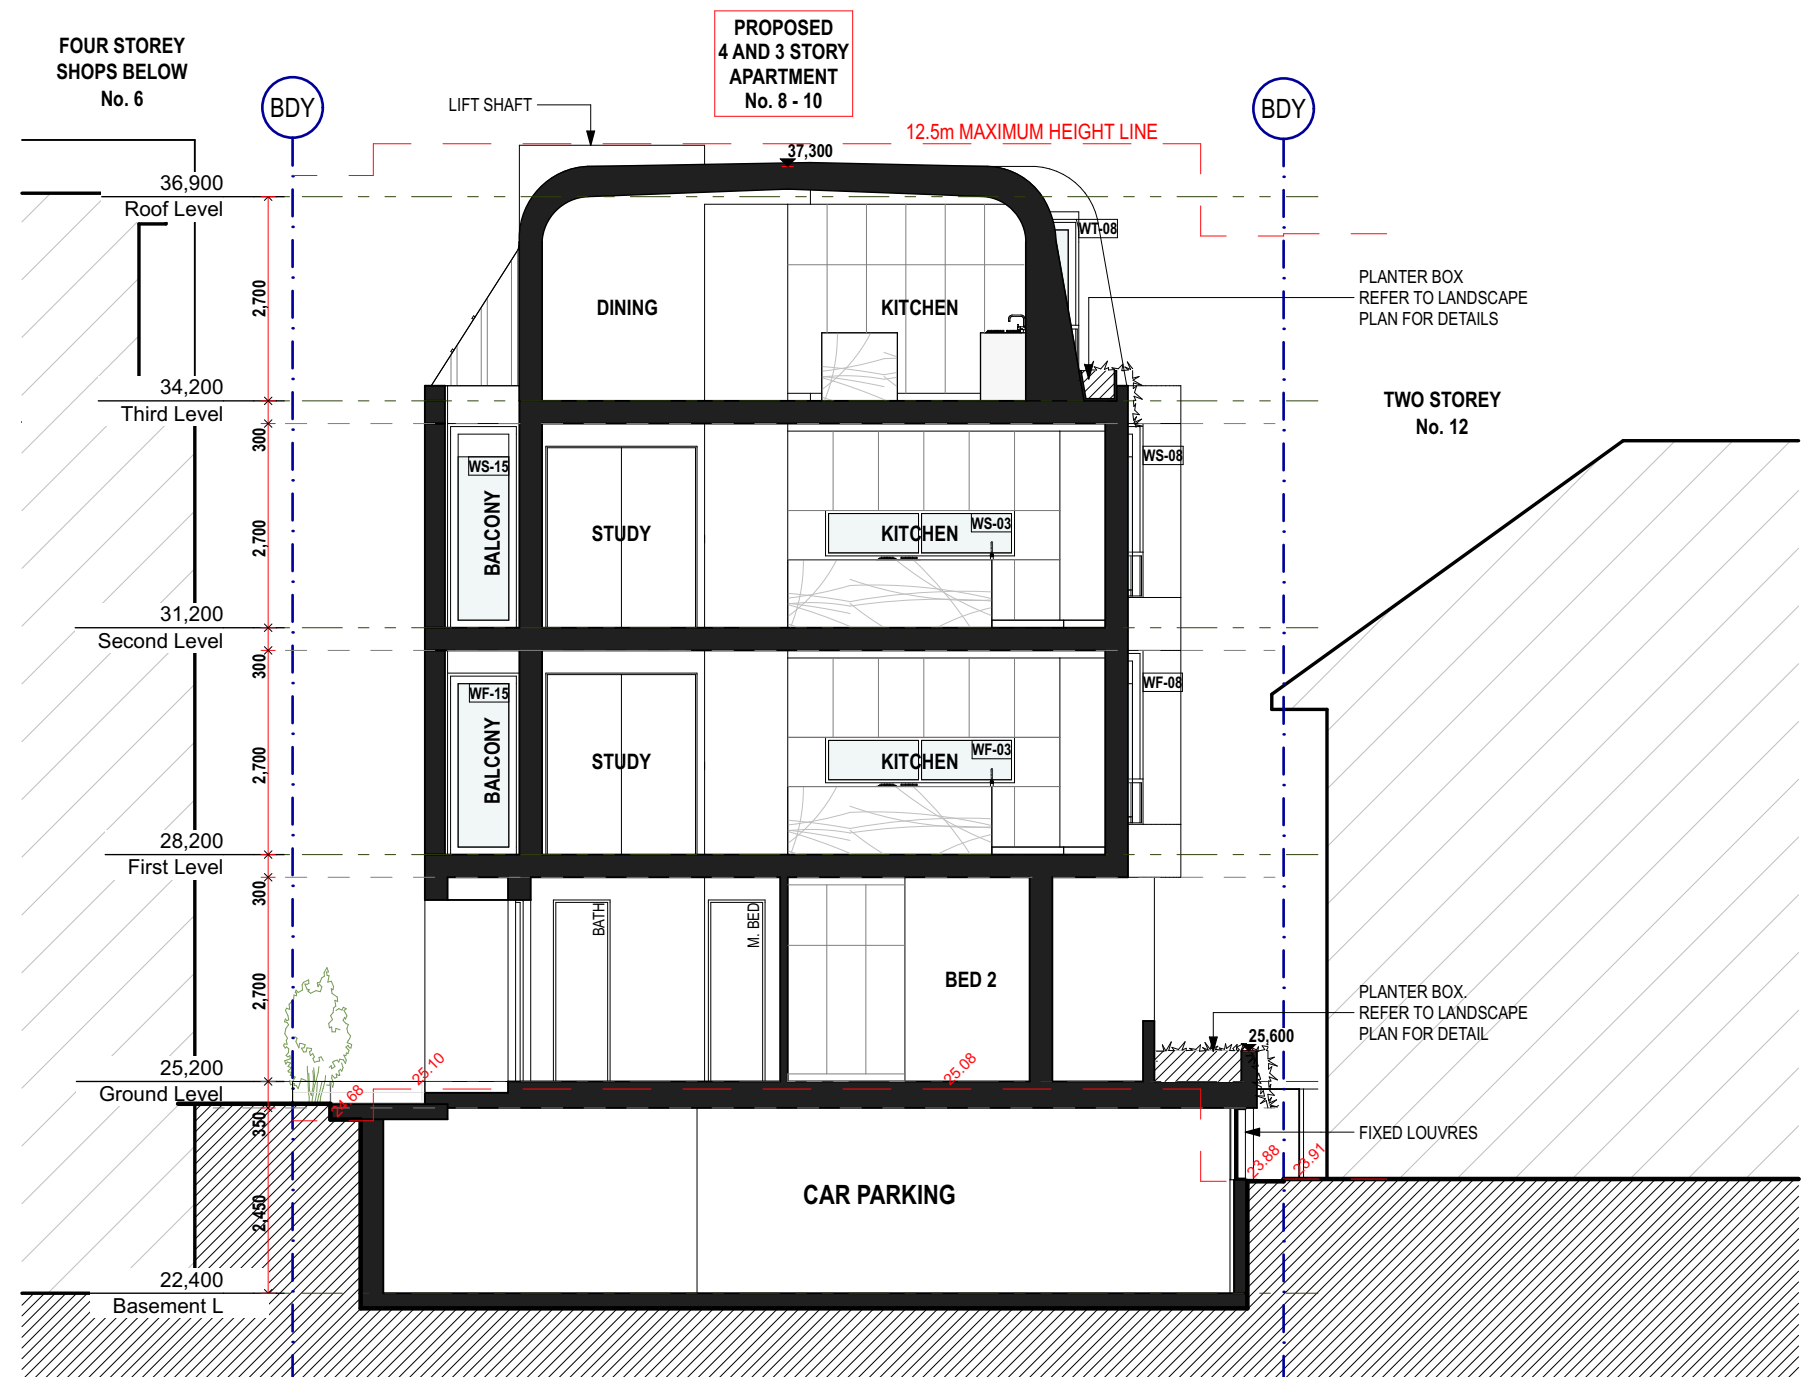 FOUR STOREY
SHOPS BELOW
No. 6
BDY
LIFT SHAFT
PROPOSED
4 AND 3 STORY
APARTMENT
No. 8 - 10
12.5m MAXIMUM HEIGHT LINE
BDY
37,300
36,900
Roof Level
WT-08
2,700
DINING
KITCHEN
PLANTER BOX
REFER TO LANDSCAPE
PLAN FOR DETAILS
34,200
Third Level
TWO STOREY
No. 12
300
WS-15
WS-08
BALCONY
2,700
STUDY
KITCHEN
WS-03
31,200
Second Level
300
WF-15
WF-08
BALCONY
2,700
STUDY
KITCHEN
WF-03
28,200
First Level
300
BATH
M. BED
2,700
BED 2
PLANTER BOX.
REFER TO LANDSCAPE
PLAN FOR DETAIL
25,600
25,200
Ground Level
24.68
25.10
25.08
350
FIXED LOUVRES
23.88
23.91
CAR PARKING
2,450
22,400
Basement L